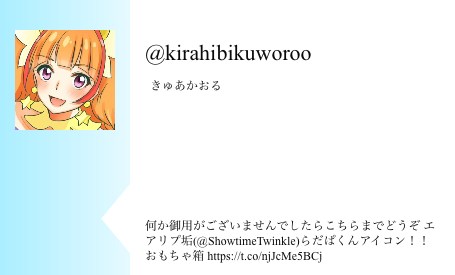 @kirahibikuworoo
きゅあかおる
何か御用がございませんでしたらこちらまでどうぞ エ
アリプ垢(@ShowtimeTwinkle)らだぱくんアイコン！！
おもちゃ箱 https://t.co/njJcMe5BCj